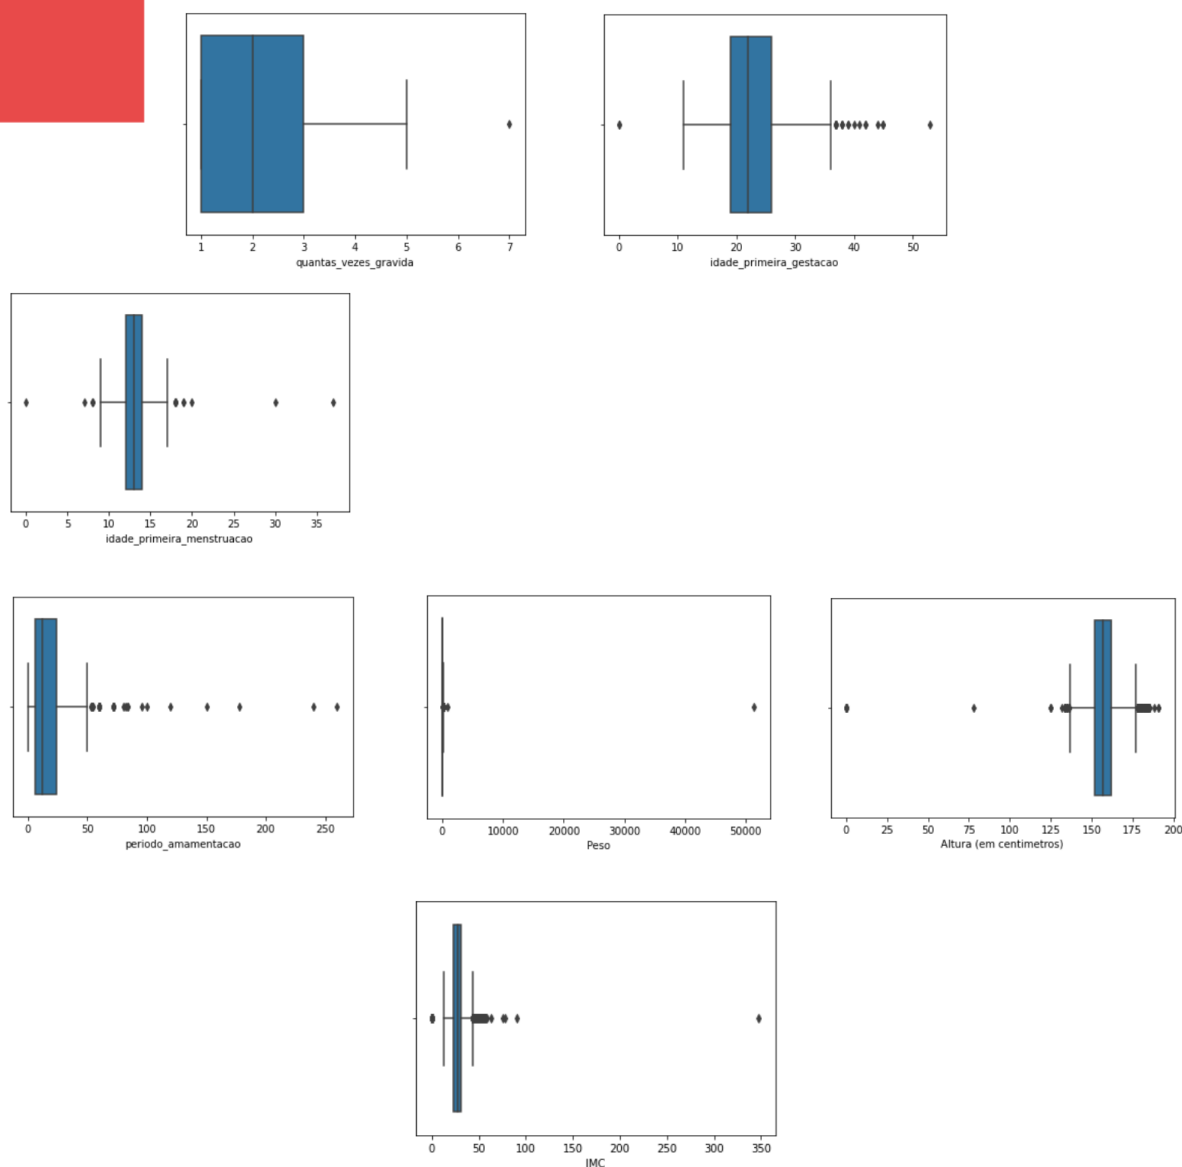 1 2 3 4 5 6 7
quantas_vezes_gravida
0 10 20 30 40 50
idade_primeira_gestacao
0 5 10 15 20 25 30 35
idade_primeira_menstruacao
0 50 100 150 200 250
periodo_amamentacao
0 10000 20000 30000 40000 50000
Peso
0 25 50 75 100 125 150 175 200
Altura (em centimetros)
0 50 100 150 200 250 300 350
IMC